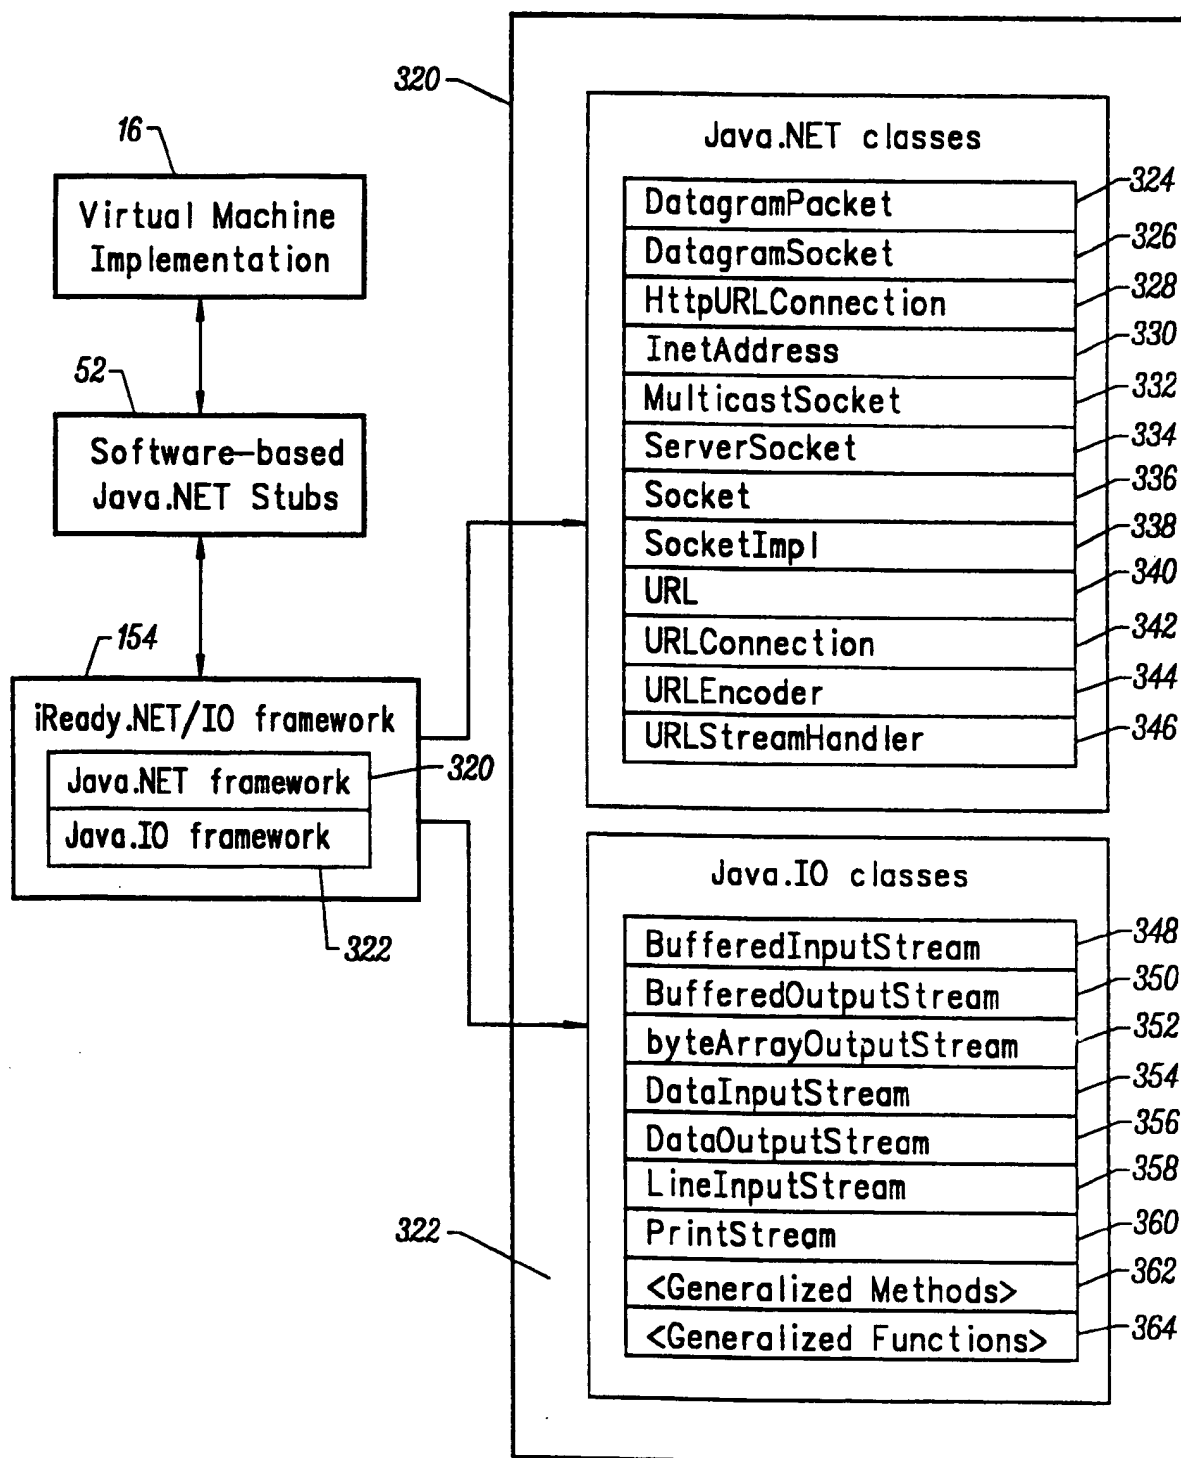 16
Virtual Machine
Implementation
52
Software-based
Java.NET Stubs
154
iReady.NET/IO framework
Java.NET framework
320
Java.IO framework
322
320
Java.NET classes
DatagramPacket
324
DatagramSocket
326
HttpURLConnection
328
InetAddress
330
MulticastSocket
332
ServerSocket
334
Socket
336
SocketImpl
338
URL
340
URLConnection
342
URLEncoder
344
URLStreamHandler
346
Java.IO classes
BufferedInputStream
348
BufferedOutputStream
350
byteArrayOutputStream
352
DataInputStream
354
DataOutputStream
356
LineInputStream
358
PrintStream
360
<Generalized Methods>
362
<Generalized Functions>
364
322